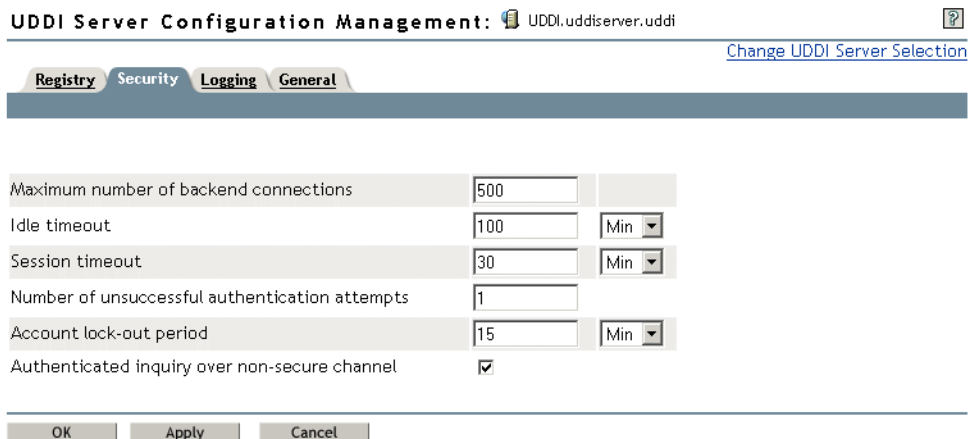 UDDI Server Configuration Management: UDDI.uddiserver.uddi ?
Change UDDI Server Selection
Registry Security Logging General
Maximum number of backend connections 500
Idle timeout 100 Min
Session timeout 30 Min
Number of unsuccessful authentication attempts 1
Account lock-out period 15 Min
Authenticated inquiry over non-secure channel
OK Apply Cancel